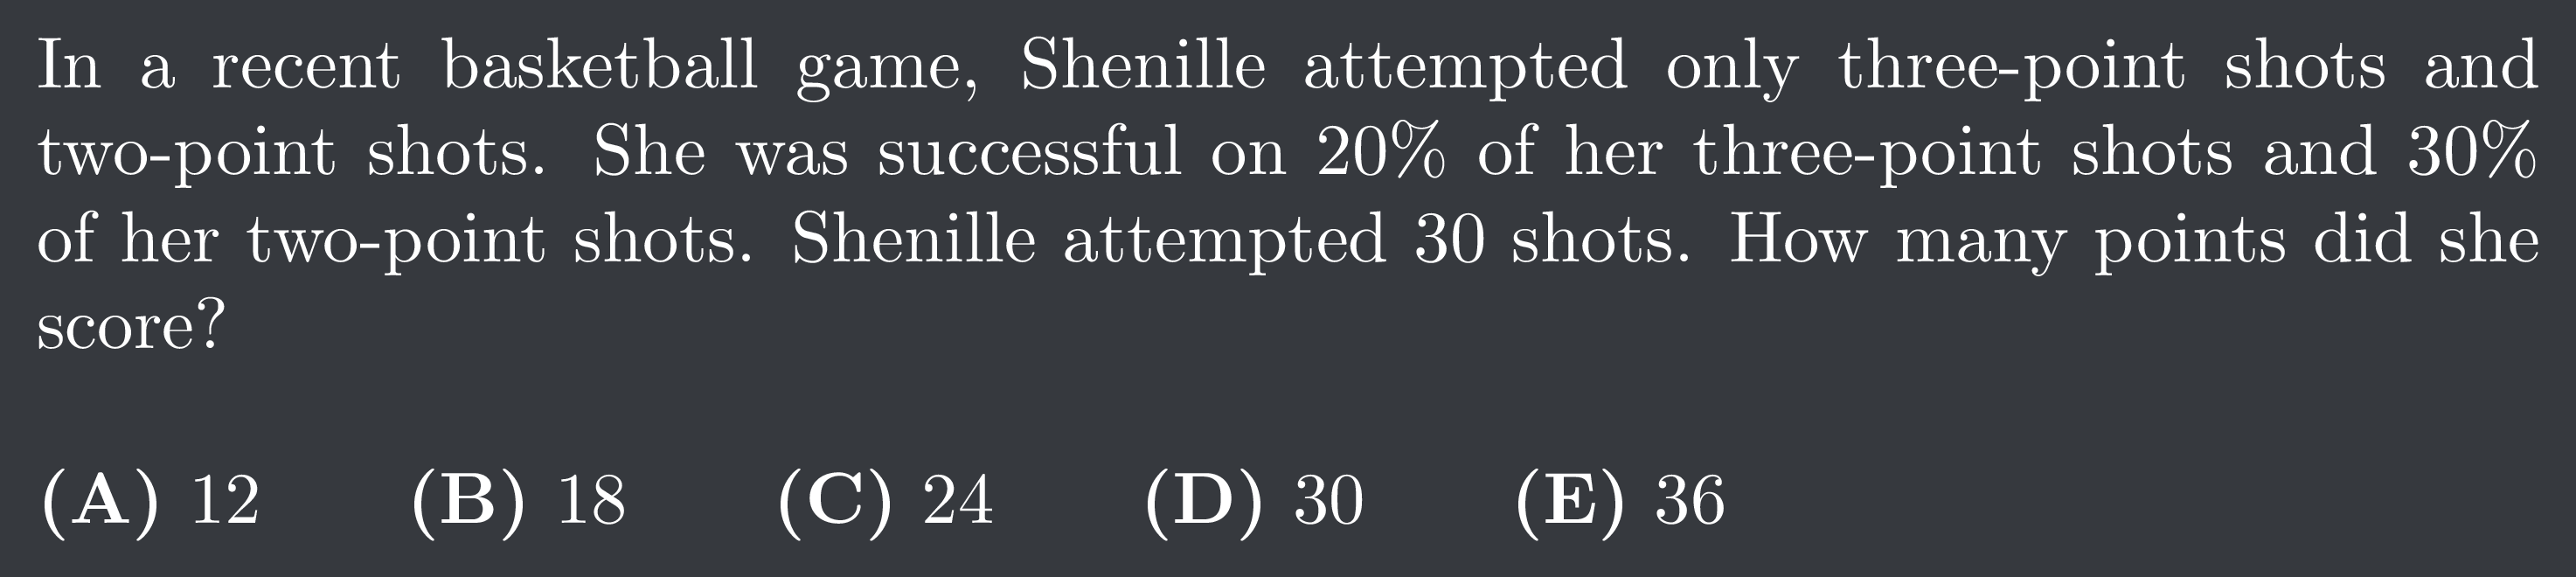 In a recent basketball game, Shenille attempted only three-point shots and
two-point shots. She was successful on 20% of her three-point shots and 30%
of her two-point shots. Shenille attempted 30 shots. How many points did she
score?
(A) 12 (B) 18 (C) 24 (D) 30 (E) 36